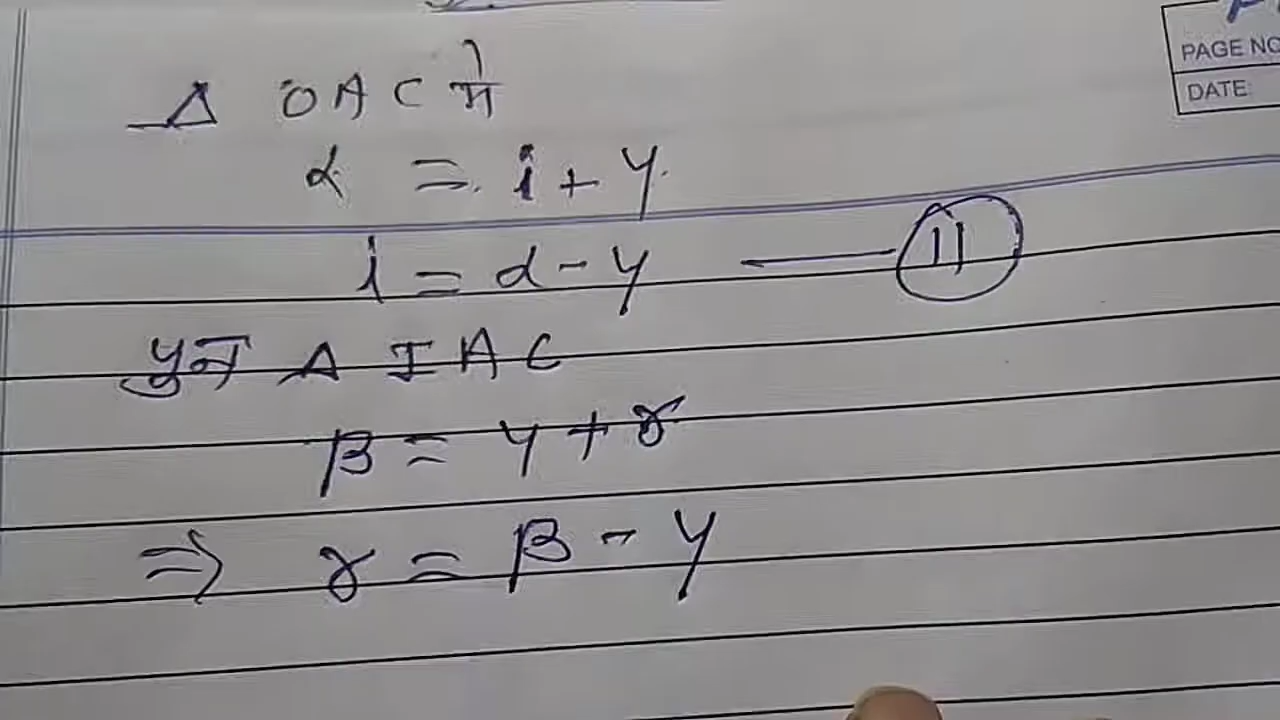 PAGE NO
DATE:
Δ OAC में
α = i + y
i = α - y —— (11)
पुन Δ IAC
β = y + r
⇒ r = β - y